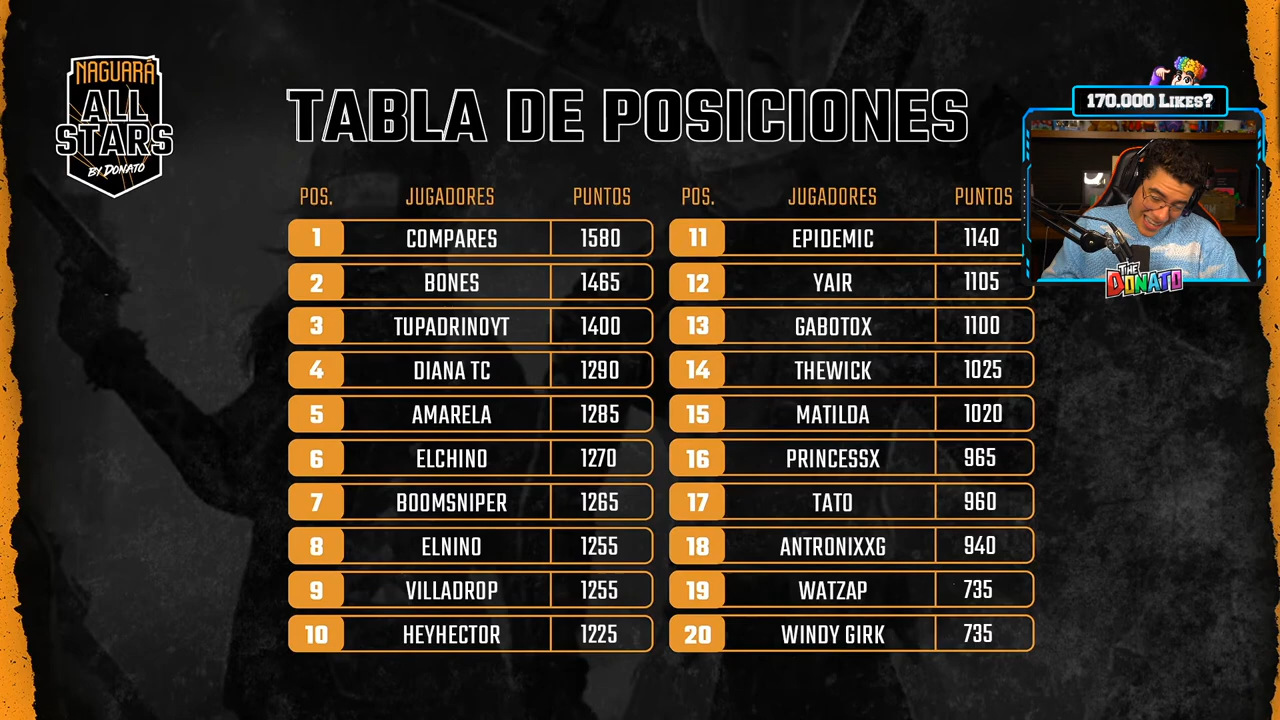 NAGUARÁ
ALL
STARS
BY DONATO
TABLA DE POSICIONES
170.000 LIKES?
THE
DONATO
POS. JUGADORES PUNTOS
1 COMPARES 1580
2 BONES 1465
3 TUPADRINOYT 1400
4 DIANA TC 1290
5 AMARELA 1285
6 ELCHINO 1270
7 BOOMSNIPER 1265
8 ELNINO 1255
9 VILLADROP 1255
10 HEYHECTOR 1225
POS. JUGADORES PUNTOS
11 EPIDEMIC 1140
12 YAIR 1105
13 GABOTOX 1100
14 THEWICK 1025
15 MATILDA 1020
16 PRINCESSX 965
17 TATO 960
18 ANTRONIXXG 940
19 WATZAP 735
20 WINDY GIRK 735